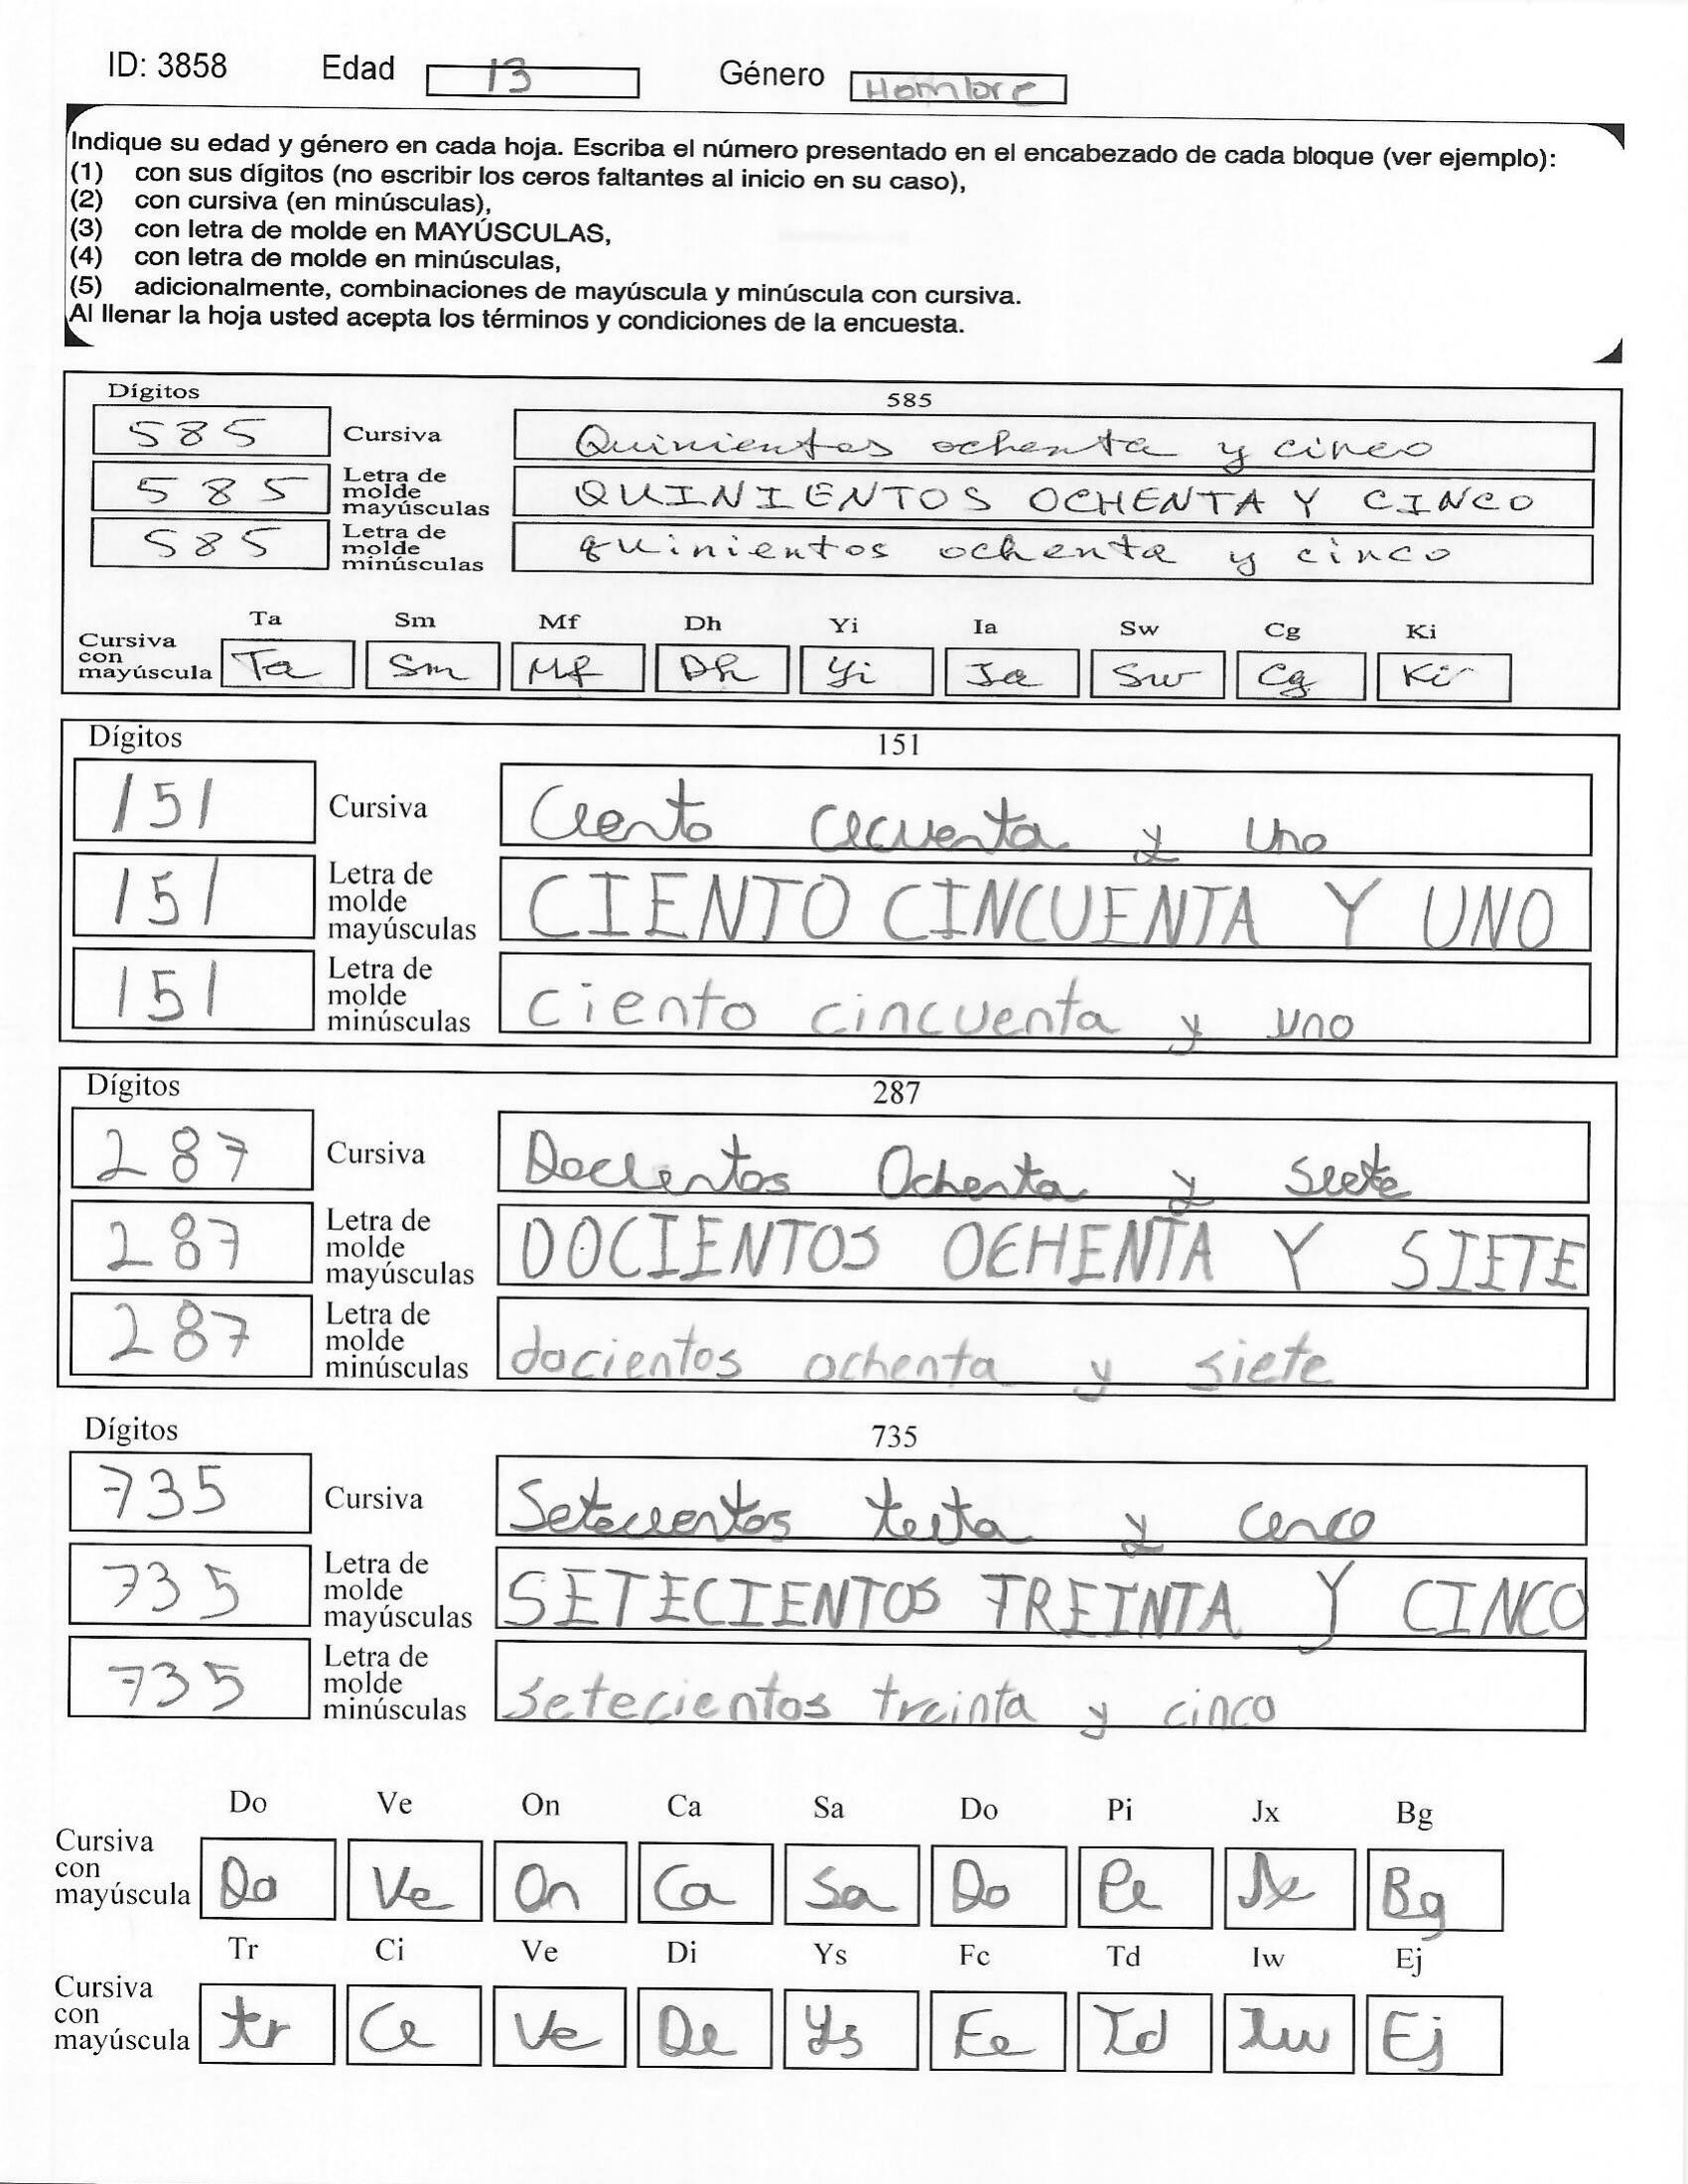 ID: 3858 Edad 13 Género Hombre
Indique su edad y género en cada hoja. Escriba el número presentado en el encabezado de cada bloque (ver ejemplo):
(1) con sus dígitos (no escribir los ceros faltantes al inicio en su caso),
(2) con cursiva (en minúsculas),
(3) con letra de molde en MAYÚSCULAS,
(4) con letra de molde en minúsculas,
(5) adicionalmente, combinaciones de mayúscula y minúscula con cursiva.
Al llenar la hoja usted acepta los términos y condiciones de la encuesta.
Dígitos 585
585 Cursiva Quinientos ochenta y cinco
585 Letra de molde mayúsculas QUINIENTOS OCHENTA Y CINCO
585 Letra de molde minúsculas quinientos ochenta y cinco
Ta Sm Mf Dh Yi Ia Sw Cg Ki
Cursiva con mayúscula Ta Sm Mf Dh Yi Ia Sw Cg Ki
Dígitos 151
151 Cursiva Ciento cicuenta y uno
151 Letra de molde mayúsculas CIENTO CINCUENTA Y UNO
151 Letra de molde minúsculas ciento cincuenta y uno
Dígitos 287
287 Cursiva Docientos Ochenta y siete
287 Letra de molde mayúsculas DOCIENTOS OCHENTA Y SIETE
287 Letra de molde minúsculas docientos ochenta y siete
Dígitos 735
735 Cursiva Setecientos teita y cinco
735 Letra de molde mayúsculas SETECIENTOS TREINTA Y CINCO
735 Letra de molde minúsculas setecientos treinta y cinco
Do Ve On Ca Sa Do Pi Jx Bg
Cursiva con mayúscula Do Ve On Ca Sa Do Pi Jx Bg
Tr Ci Ve Di Ys Fc Td Iw Ej
Cursiva con mayúscula tr Ci Ve Di Ys Fc Td Iw Ej